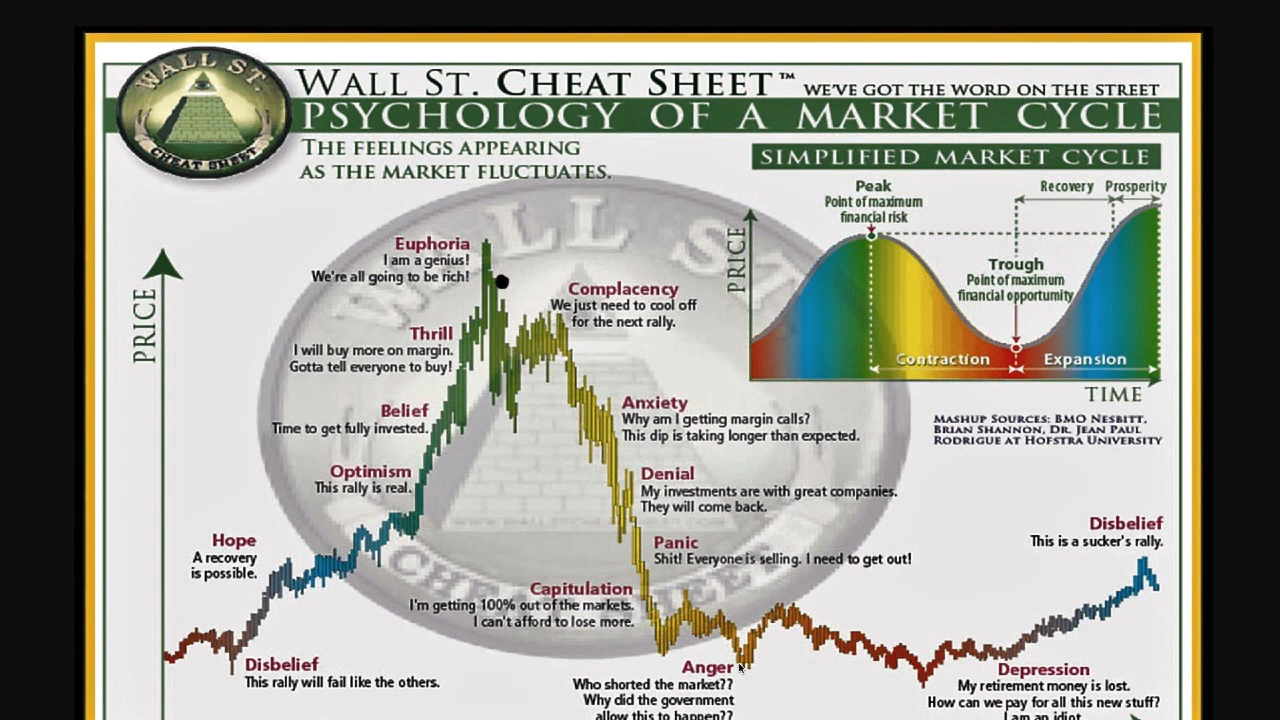 WALL ST.
CHEAT SHEET
WALL ST. CHEAT SHEET™ WE'VE GOT THE WORD ON THE STREET
PSYCHOLOGY OF A MARKET CYCLE
THE FEELINGS APPEARING
AS THE MARKET FLUCTUATES.
SIMPLIFIED MARKET CYCLE
Peak
Point of maximum
financial risk
Recovery
Prosperity
Trough
Point of maximum
financial opportunity
Contraction
Expansion
PRICE
TIME
MASHUP SOURCES: BMO NESBITT,
BRIAN SHANNON, DR. JEAN PAUL
RODRIGUE AT HOFSTRA UNIVERSITY
PRICE
WALL ST.
CHEAT SHEET
Euphoria
I am a genius!
We're all going to be rich!
Complacency
We just need to cool off
for the next rally.
Thrill
I will buy more on margin.
Gotta tell everyone to buy!
Belief
Time to get fully invested.
Anxiety
Why am I getting margin calls?
This dip is taking longer than expected.
Optimism
This rally is real.
Denial
My investments are with great companies.
They will come back.
Hope
A recovery
is possible.
Panic
Shit! Everyone is selling. I need to get out!
Disbelief
This is a sucker's rally.
Capitulation
I'm getting 100% out of the markets.
I can't afford to lose more.
Disbelief
This rally will fail like the others.
Anger
Who shorted the market??
Why did the government
allow this to happen??
Depression
My retirement money is lost.
How can we pay for all this new stuff?
I am an idiot.